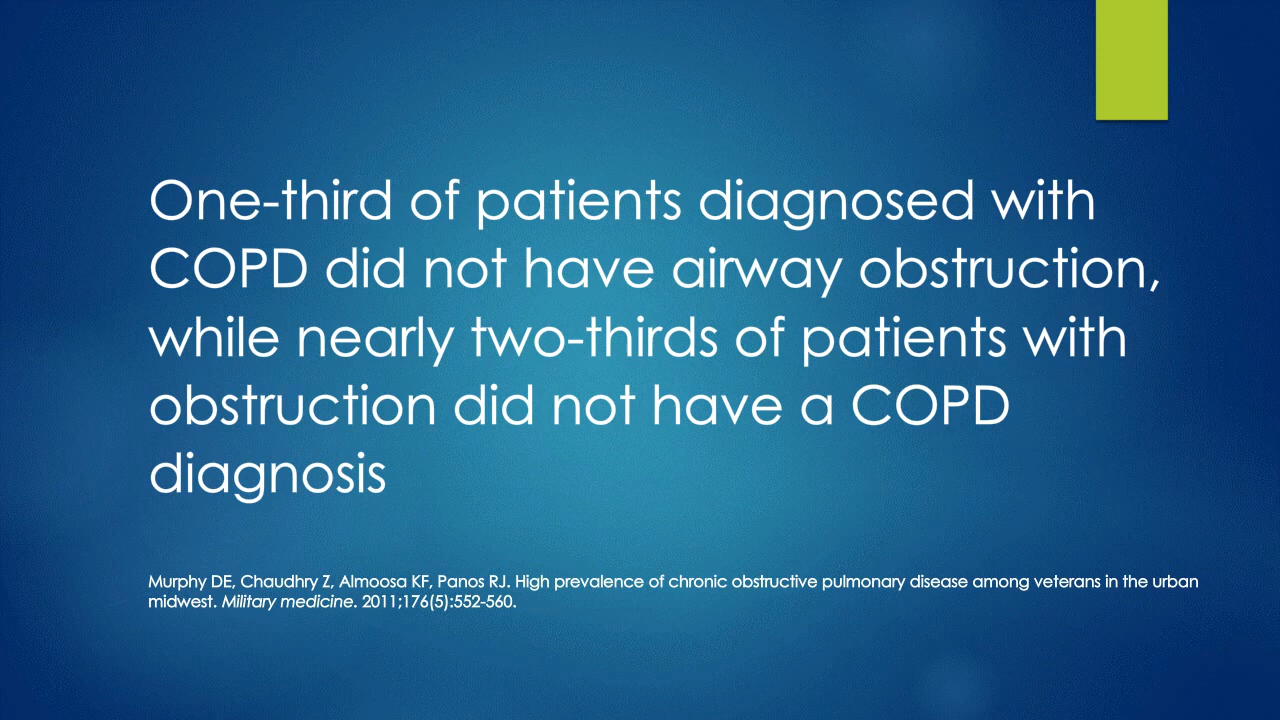 One-third of patients diagnosed with
COPD did not have airway obstruction,
while nearly two-thirds of patients with
obstruction did not have a COPD
diagnosis
Murphy DE, Chaudhry Z, Almoosa KF, Panos RJ. High prevalence of chronic obstructive pulmonary disease among veterans in the urban
midwest. Military medicine. 2011;176(5):552-560.